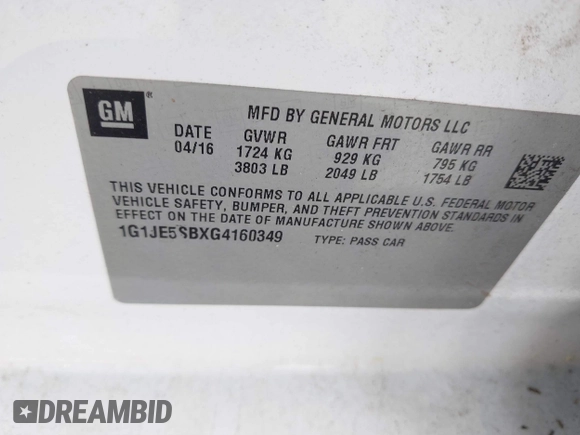 GM ®
MFD BY GENERAL MOTORS LLC
DATE GVWR GAWR FRT GAWR RR
04/16 1724 KG 929 KG 795 KG
3803 LB 2049 LB 1754 LB
THIS VEHICLE CONFORMS TO ALL APPLICABLE U.S. FEDERAL MOTOR
VEHICLE SAFETY, BUMPER, AND THEFT PREVENTION STANDARDS IN
EFFECT ON THE DATE OF MANUFACTURE SHOWN ABOVE.
1G1JE5SBXG4160349 TYPE: PASS CAR
DREAMBID